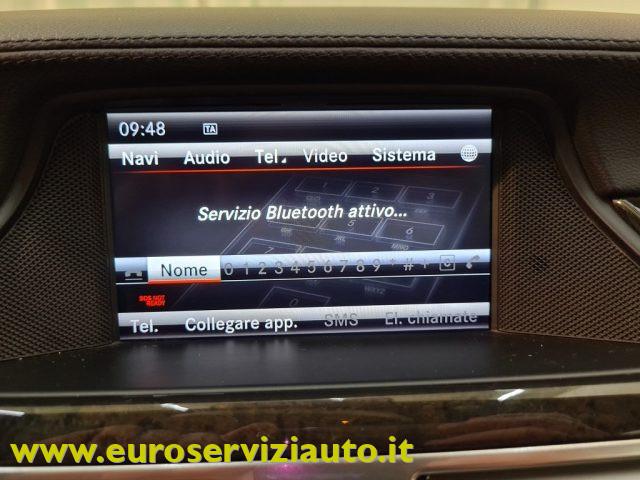 09:48 TA
Navi Audio Tel Video Sistema
Servizio Bluetooth attivo...
Nome 0 1 2 3 4 5 6 7 8 9 * # +
SOS NOT
READY
Tel. Collegare app. SMS El. chiamate
www.euroserviziauto.it